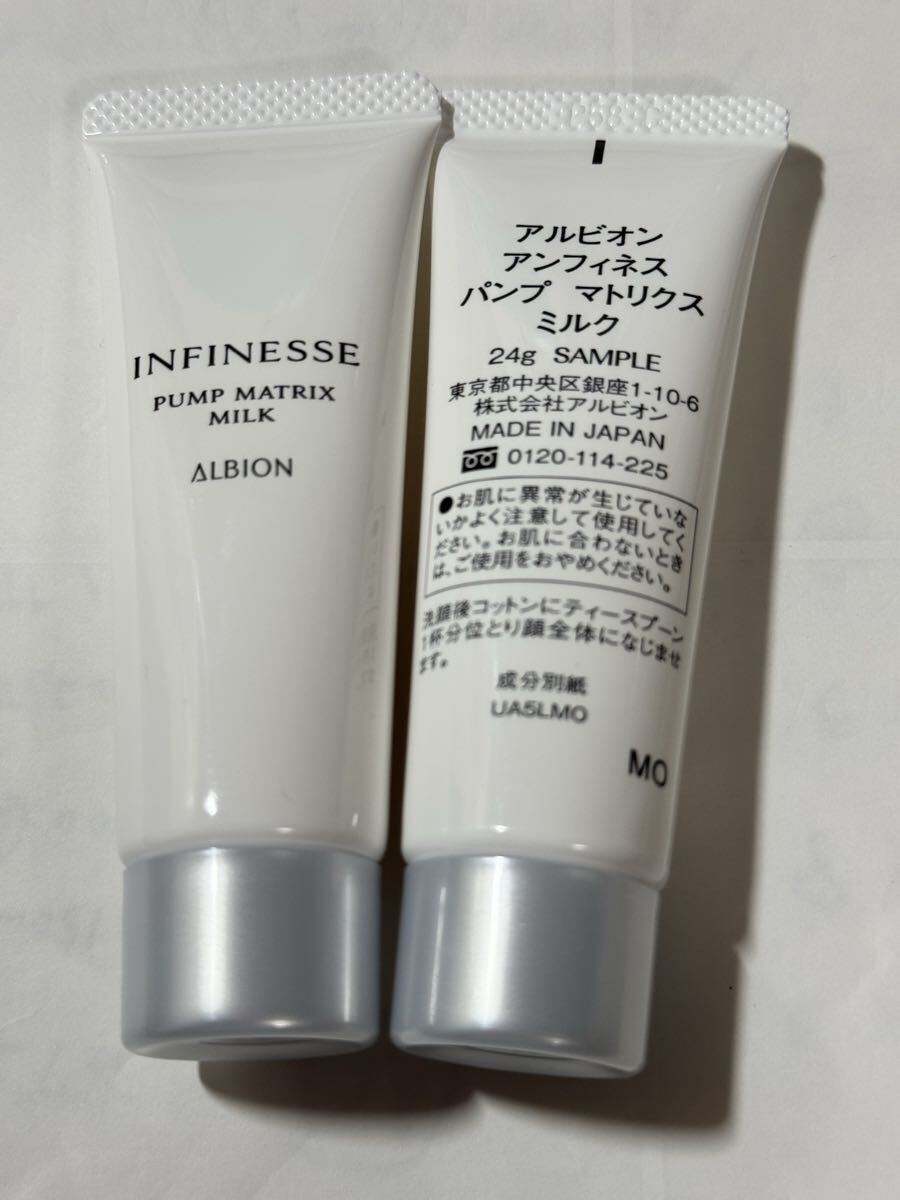 INFINESSE
PUMP MATRIX
MILK
ALBION
アルビオン
アンフィネス
パンプ マトリクス
ミルク
24g SAMPLE
東京都中央区銀座1-10-6
株式会社アルビオン
MADE IN JAPAN
0120-114-225
●お肌に異常が生じていな
いかよく注意して使用してく
ださい。お肌に合わないとき
は、ご使用をおやめください。
洗顔後コットンにティースプーン
1杯分位とり顔全体になじませ
ます。
成分別紙
UA5LMO
MO